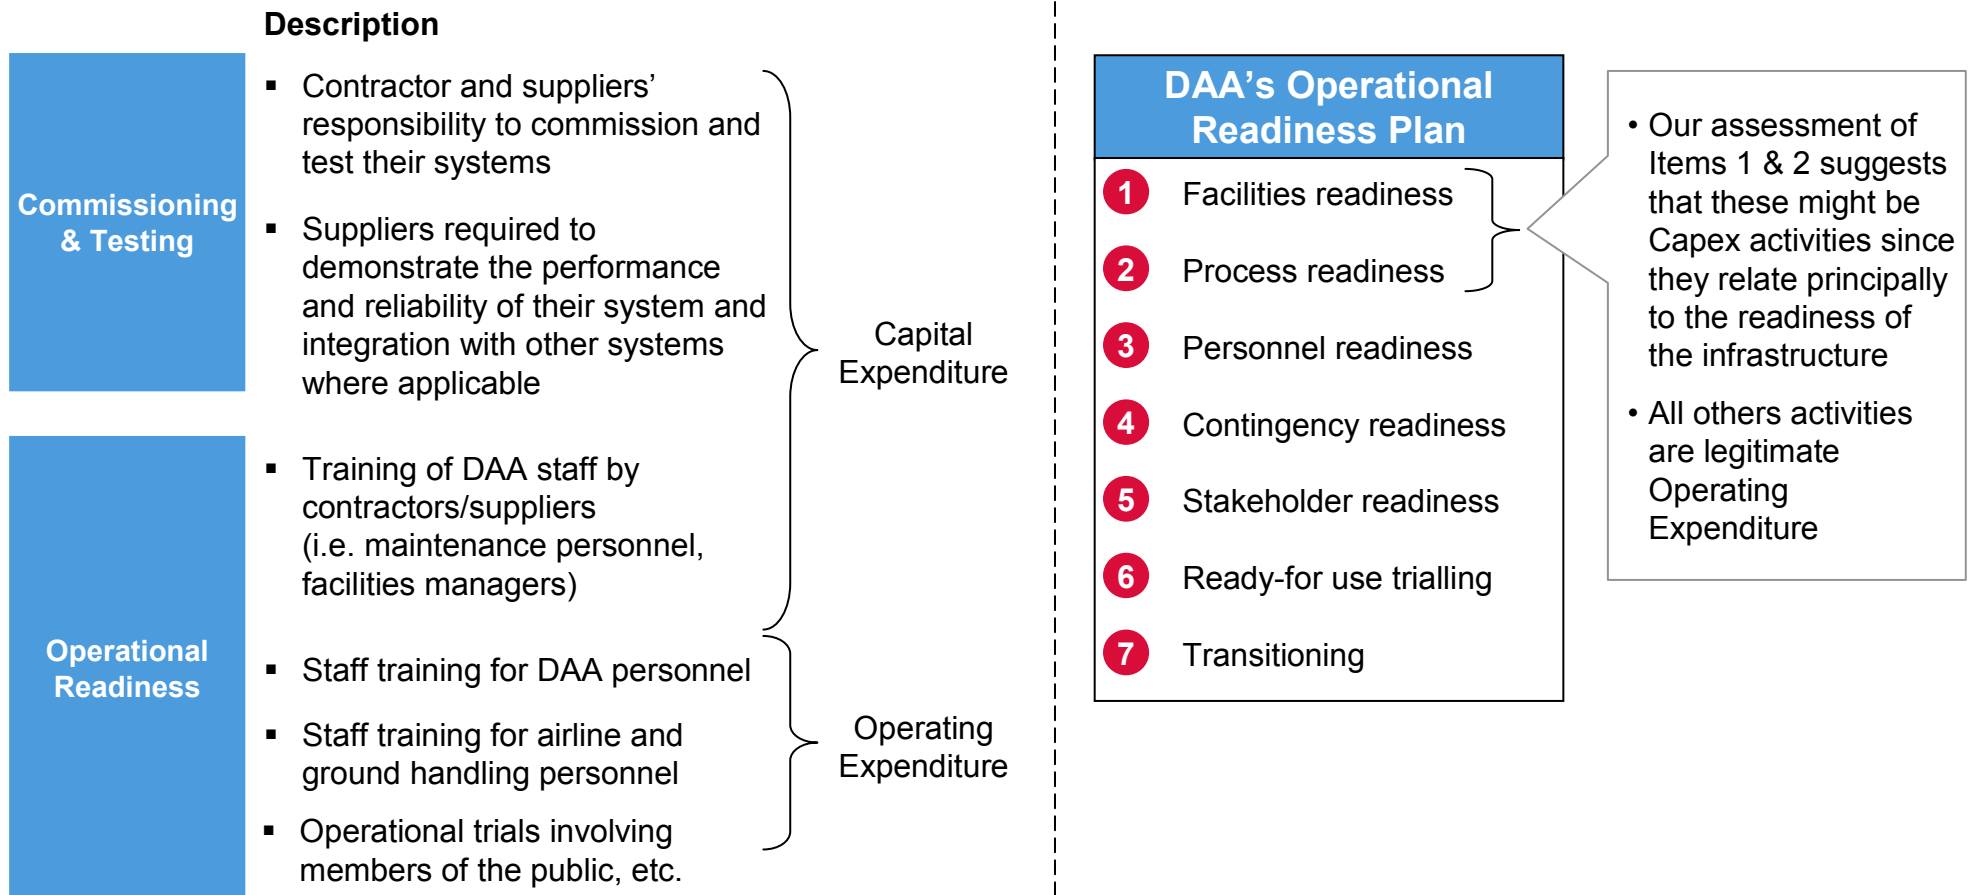 Description
Commissioning
& Testing
▪ Contractor and suppliers’
responsibility to commission and
test their systems
▪ Suppliers required to
demonstrate the performance
and reliability of their system and
integration with other systems
where applicable
Capital
Expenditure
Operational
Readiness
▪ Training of DAA staff by
contractors/suppliers
(i.e. maintenance personnel,
facilities managers)
▪ Staff training for DAA personnel
▪ Staff training for airline and
ground handling personnel
▪ Operational trials involving
members of the public, etc.
Operating
Expenditure
DAA’s Operational
Readiness Plan
1 Facilities readiness
2 Process readiness
3 Personnel readiness
4 Contingency readiness
5 Stakeholder readiness
6 Ready-for use trialling
7 Transitioning
• Our assessment of
Items 1 & 2 suggests
that these might be
Capex activities since
they relate principally
to the readiness of
the infrastructure
• All others activities
are legitimate
Operating
Expenditure